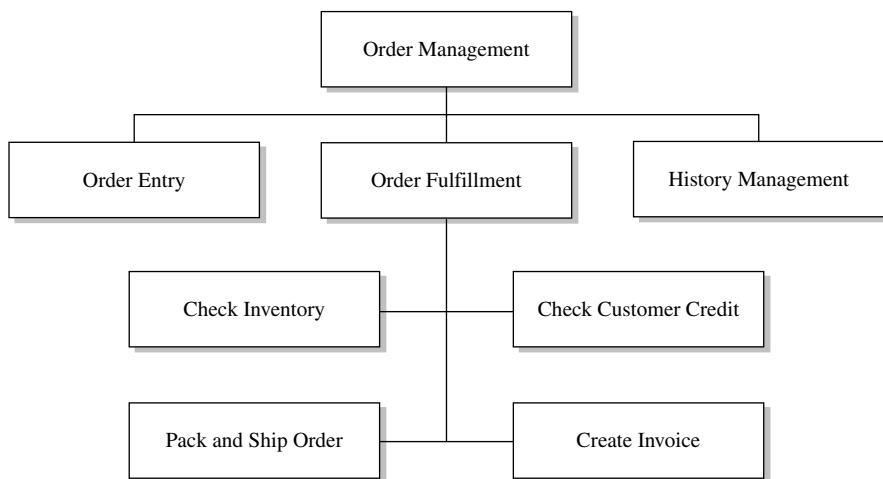 Order Management
Order Entry
Order Fulfillment
History Management
Check Inventory
Check Customer Credit
Pack and Ship Order
Create Invoice